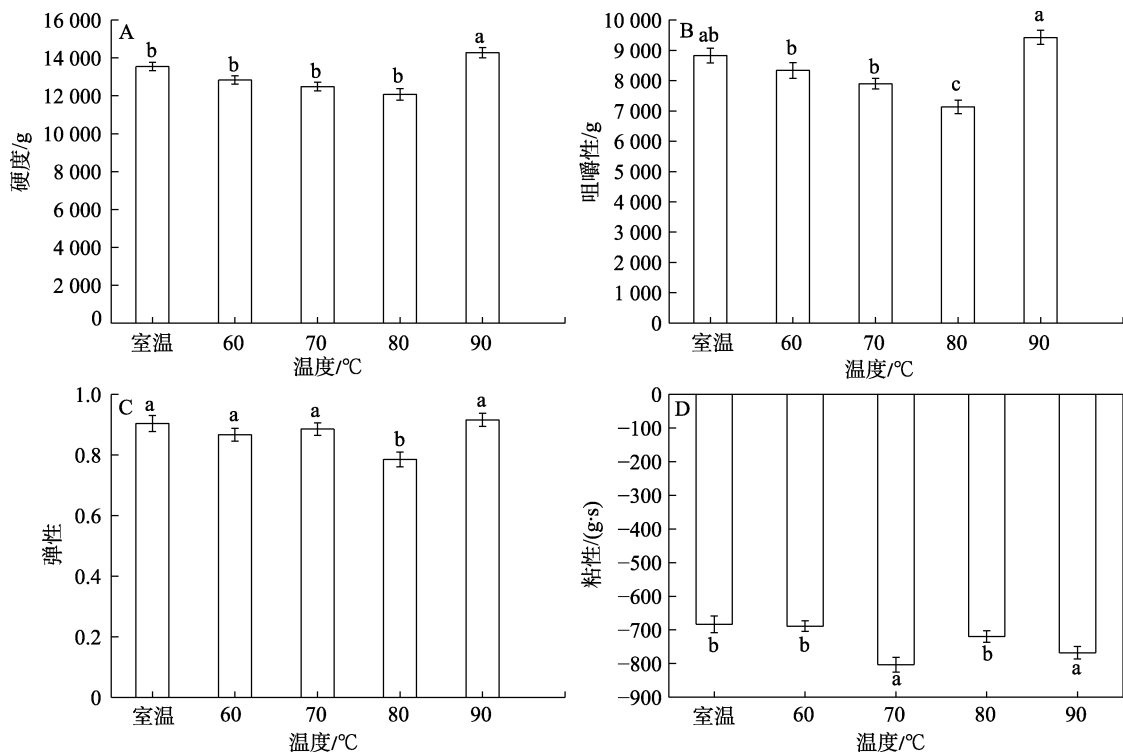 A
16 000
14 000
12 000
10 000
8 000
6 000
4 000
2 000
0
硬度/g
b b b b a
室温 60 70 80 90
温度/℃
B
10 000
9 000
8 000
7 000
6 000
5 000
4 000
3 000
2 000
1 000
0
咀嚼性/g
ab b b c a
室温 60 70 80 90
温度/℃
C
1.0
0.8
0.6
0.4
0.2
0
弹性
a a a b a
室温 60 70 80 90
温度/℃
D
0
−100
−200
−300
−400
−500
−600
−700
−800
−900
粘性/(g·s)
b b a b a
室温 60 70 80 90
温度/℃